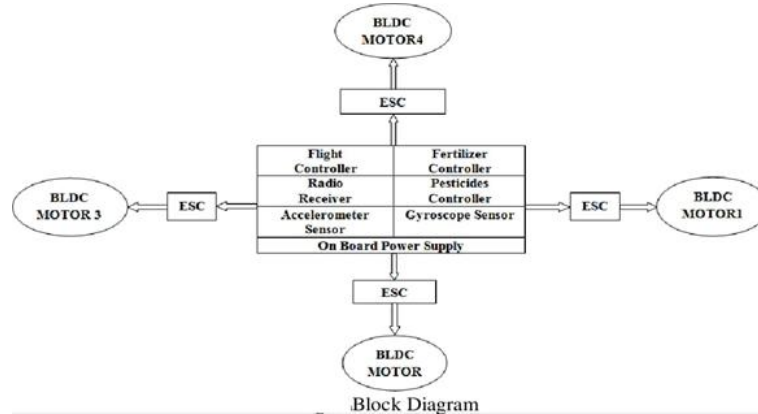 BLDC
MOTOR4
ESC
Flight
Controller
Fertilizer
Controller
Radio
Receiver
Pesticides
Controller
Accelerometer
Sensor
Gyroscope Sensor
On Board Power Supply
BLDC
MOTOR 3
ESC
ESC
BLDC
MOTOR1
ESC
BLDC
MOTOR
Block Diagram